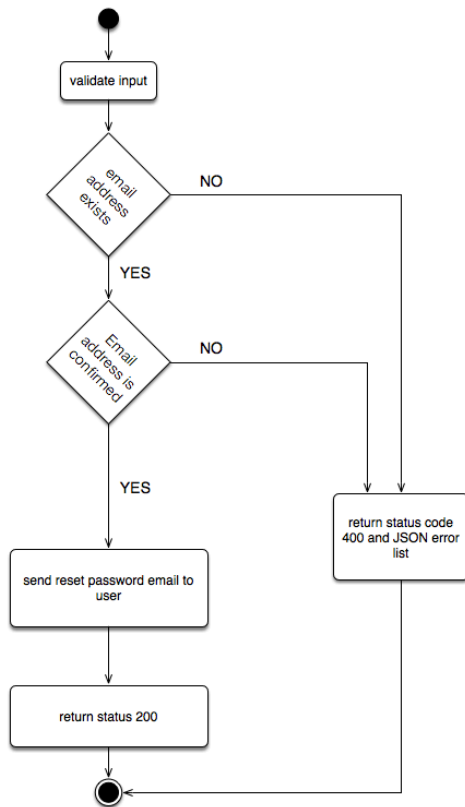 validate input
email
address
exists
NO
YES
Email
address is
confirmed
NO
YES
return status code
400 and JSON error
list
send reset password email to
user
return status 200